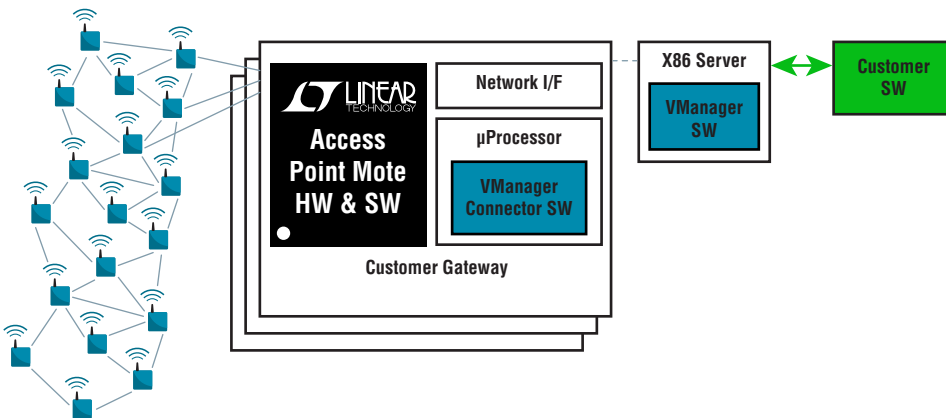 LINEAR
TECHNOLOGY
Access
Point Mote
HW & SW
Network I/F
µProcessor
VManager
Connector SW
Customer Gateway
X86 Server
VManager
SW
Customer
SW